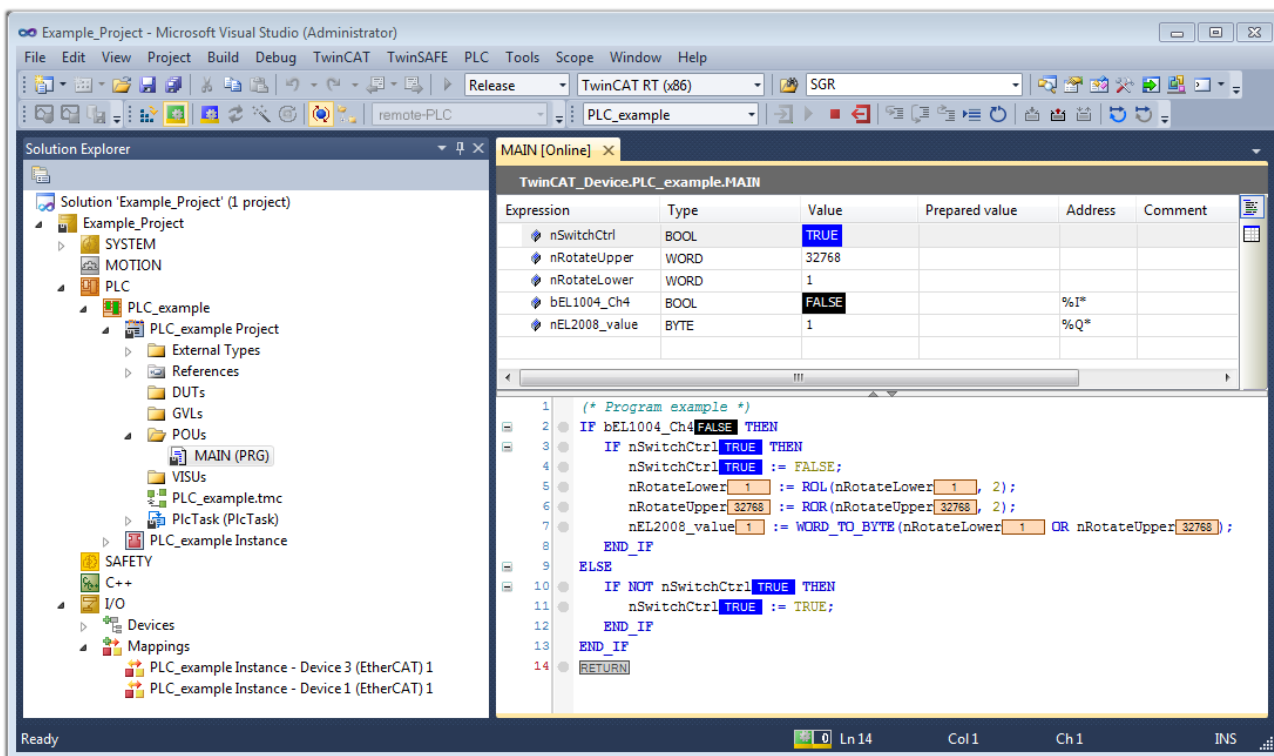 Example_Project - Microsoft Visual Studio (Administrator)
File Edit View Project Build Debug TwinCAT TwinSAFE PLC Tools Scope Window Help
Release TwinCAT RT (x86) SGR
remote-PLC PLC_example
Solution Explorer
Solution 'Example_Project' (1 project)
Example_Project
SYSTEM
MOTION
PLC
PLC_example
PLC_example Project
External Types
References
DUTs
GVLs
POUs
MAIN (PRG)
VISUs
PLC_example.tmc
PlcTask (PlcTask)
PLC_example Instance
SAFETY
C++
I/O
Devices
Mappings
PLC_example Instance - Device 3 (EtherCAT) 1
PLC_example Instance - Device 1 (EtherCAT) 1
MAIN [Online]
TwinCAT_Device.PLC_example.MAIN
Expression Type Value Prepared value Address Comment
nSwitchCtrl BOOL TRUE
nRotateUpper WORD 32768
nRotateLower WORD 1
bEL1004_Ch4 BOOL FALSE %I*
nEL2008_value BYTE 1 %Q*
1 (* Program example *)
2 IF bEL1004_Ch4 FALSE THEN
3 IF nSwitchCtrl TRUE THEN
4 nSwitchCtrl TRUE := FALSE;
5 nRotateLower 1 := ROL(nRotateLower 1 , 2);
6 nRotateUpper 32768 := ROR(nRotateUpper 32768 , 2);
7 nEL2008_value 1 := WORD_TO_BYTE(nRotateLower 1 OR nRotateUpper 32768 );
8 END_IF
9 ELSE
10 IF NOT nSwitchCtrl TRUE THEN
11 nSwitchCtrl TRUE := TRUE;
12 END_IF
13 END_IF
14 RETURN
Ready 0 Ln 14 Col 1 Ch 1 INS